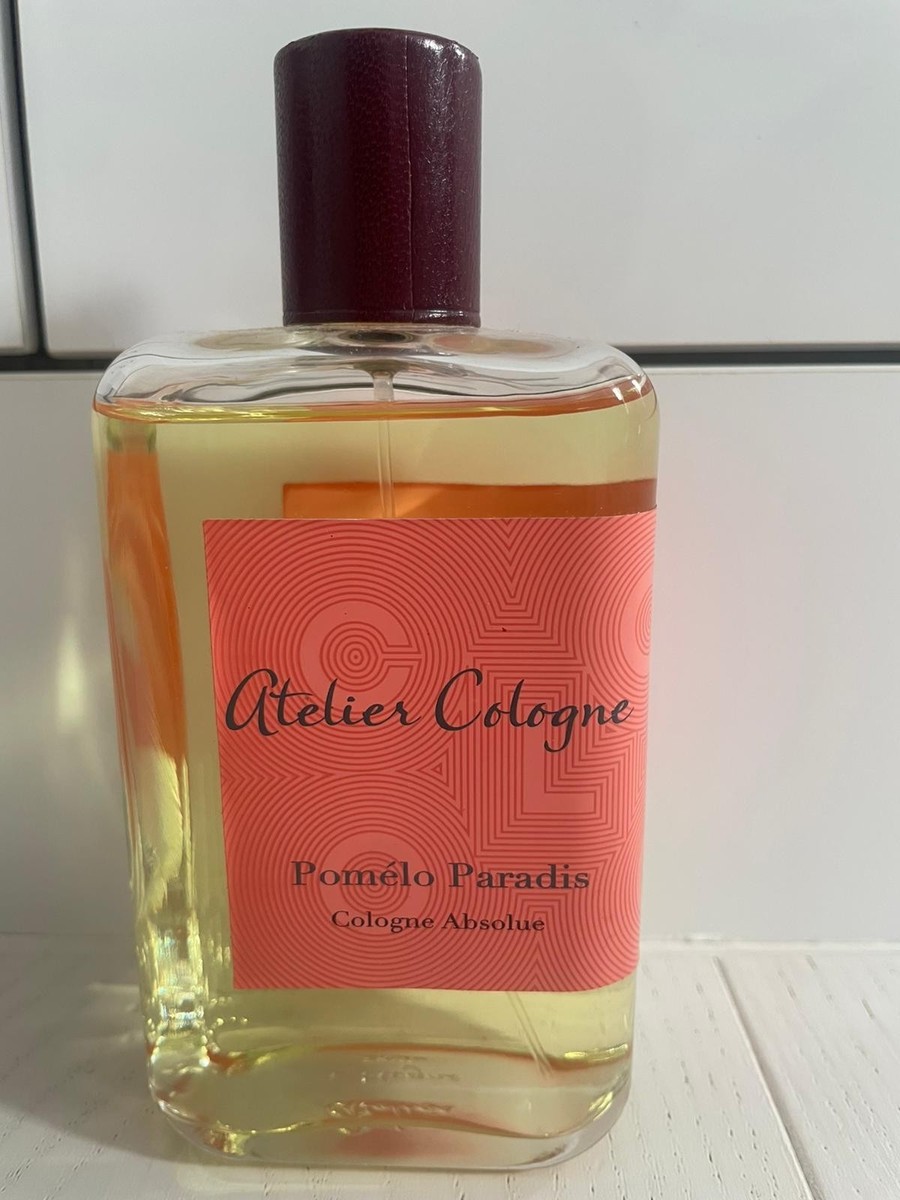 Atelier Cologne
Pomélo Paradis
Cologne Absolue